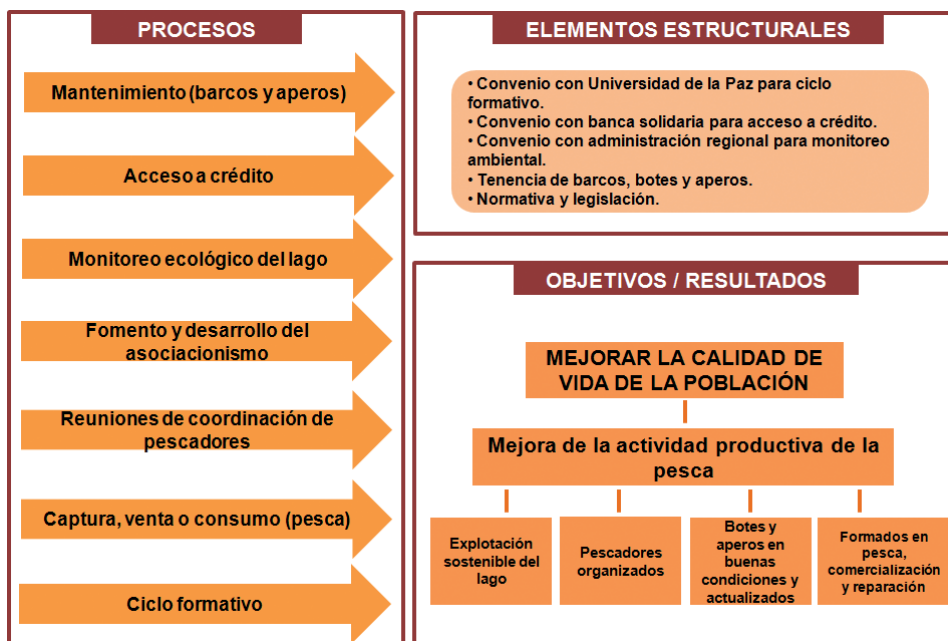 PROCESOS
Mantenimiento (barcos y aperos)
Acceso a crédito
Monitoreo ecológico del lago
Fomento y desarrollo del
asociacionismo
Reuniones de coordinación de
pescadores
Captura, venta o consumo (pesca)
Ciclo formativo
ELEMENTOS ESTRUCTURALES
• Convenio con Universidad de la Paz para ciclo
formativo.
• Convenio con banca solidaria para acceso a crédito.
• Convenio con administración regional para monitoreo
ambiental.
• Tenencia de barcos, botes y aperos.
• Normativa y legislación.
OBJETIVOS / RESULTADOS
MEJORAR LA CALIDAD DE
VIDA DE LA POBLACIÓN
Mejora de la actividad productiva de la
pesca
Explotación
sostenible del
lago
Pescadores
organizados
Botes y
aperos en
buenas
condiciones y
actualizados
Formados en
pesca,
comercialización
y reparación